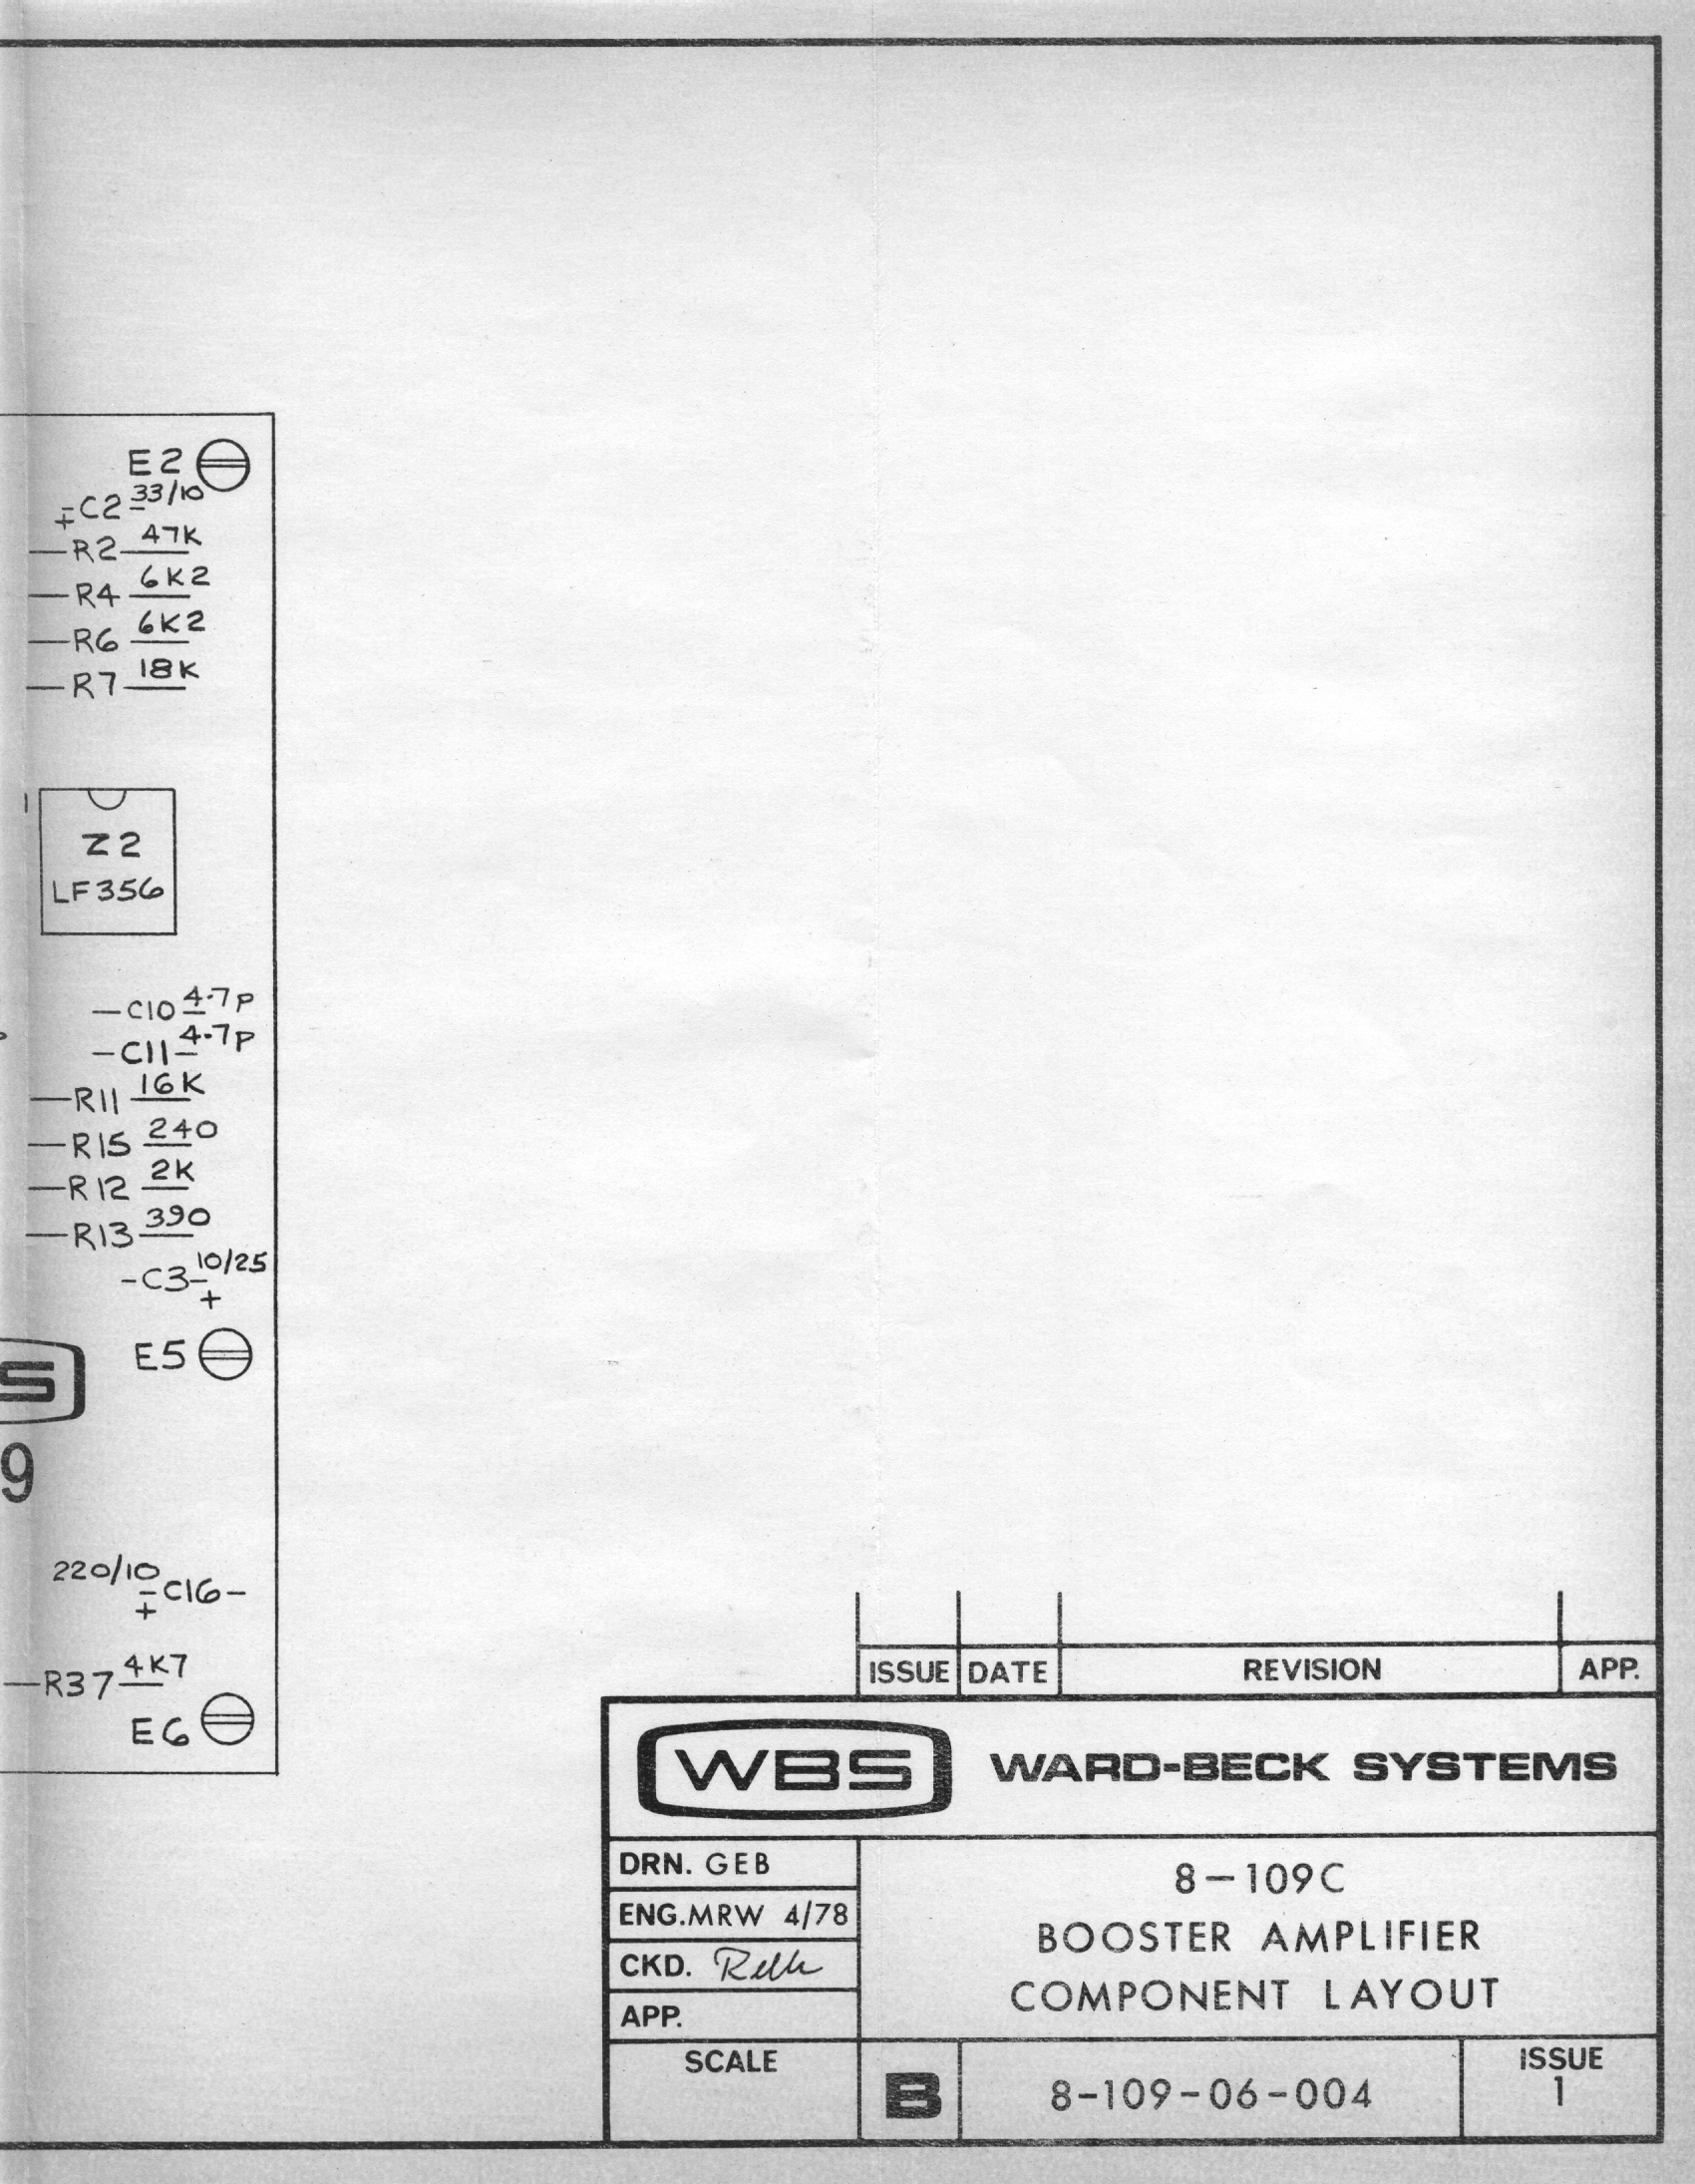 E2
+ - C2 - 33/10
R2 47K
R4 6K2
R6 6K2
R7 18K
1
Z2
LF356
C10 4.7P
C11 4.7P
R11 16K
R15 240
R12 2K
R13 390
- C3 - 10/25
+
E5
S
9
220/10
- C16 -
+
R37 4K7
E6
ISSUE DATE REVISION APP.
WBS WARD-BECK SYSTEMS
DRN. GEB
ENG. MRW 4/78
CKD.
APP.
8-109C
BOOSTER AMPLIFIER
COMPONENT LAYOUT
SCALE
B
8-109-06-004
ISSUE
1